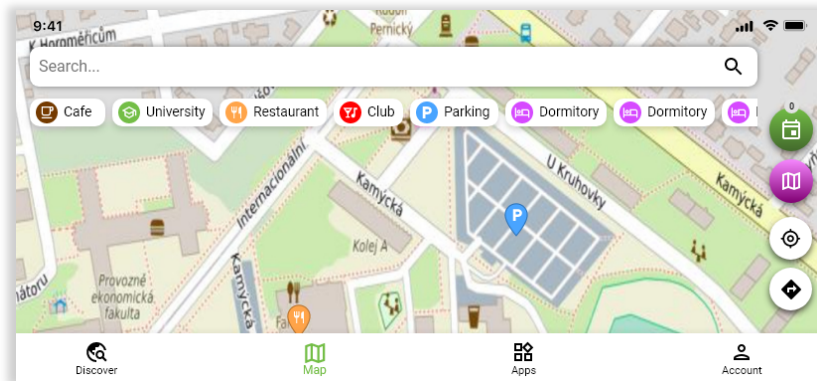 9:41
K Horoměřicům
Rudolf
Pernický
Search...
Cafe
University
Restaurant
Club
Parking
Dormitory
Dormitory
0
Internacionální
Kamýcká
U Kruhovky
Kamýcká
P
Kolej A
Kamýcká
Provozně
ekonomická
fakulta
Discover
Map
Apps
Account